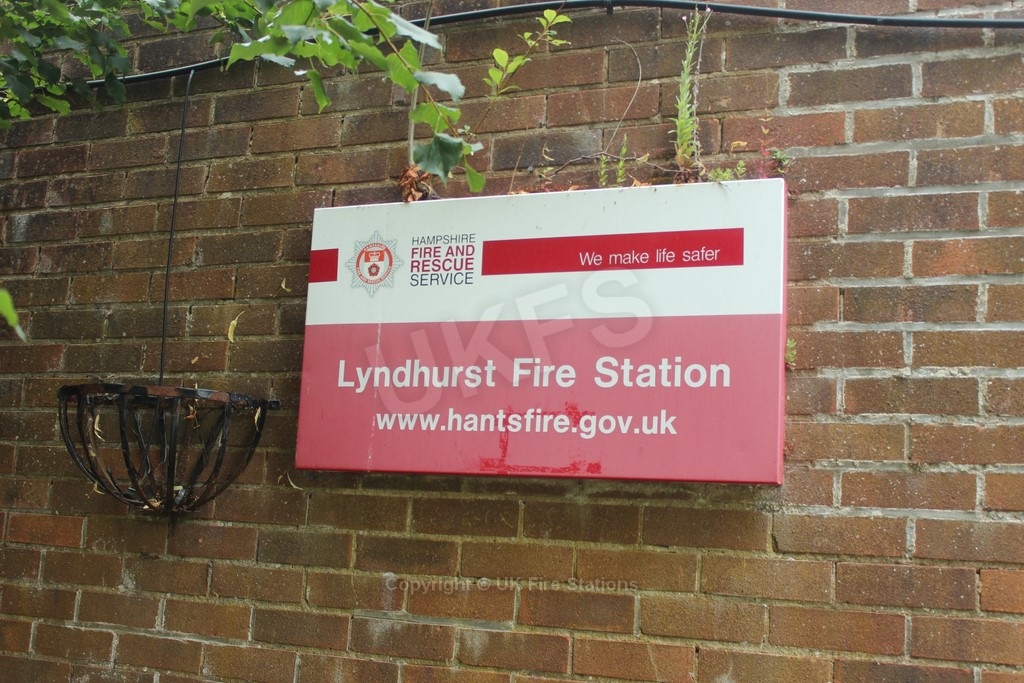 HAMPSHIRE
FIRE AND
RESCUE
SERVICE
We make life safer
UKFS
Lyndhurst Fire Station
www.hantsfire.gov.uk
Copyright © UK Fire Stations